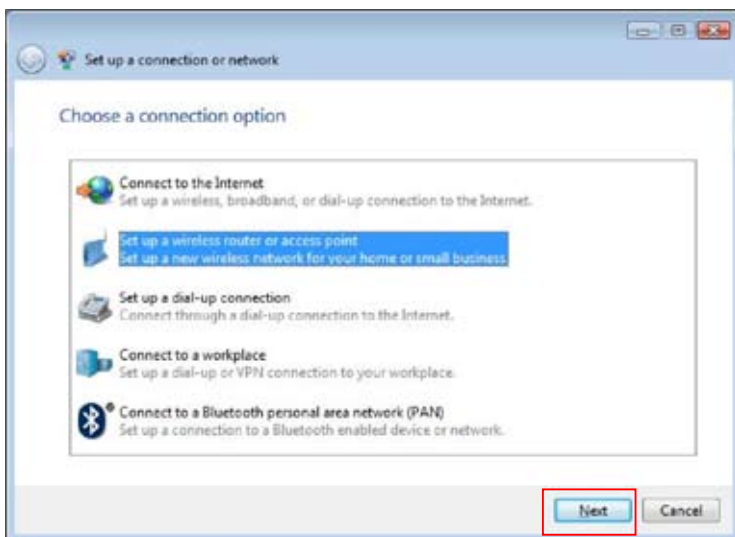 Set up a connection or network
Choose a connection option
Connect to the Internet
Set up a wireless, broadband, or dial-up connection to the Internet.
Set up a wireless router or access point
Set up a new wireless network for your home or small business.
Set up a dial-up connection
Connect through a dial-up connection to the Internet.
Connect to a workplace
Set up a dial-up or VPN connection to your workplace.
Connect to a Bluetooth personal area network (PAN)
Set up a connection to a Bluetooth enabled device or network.
Next
Cancel